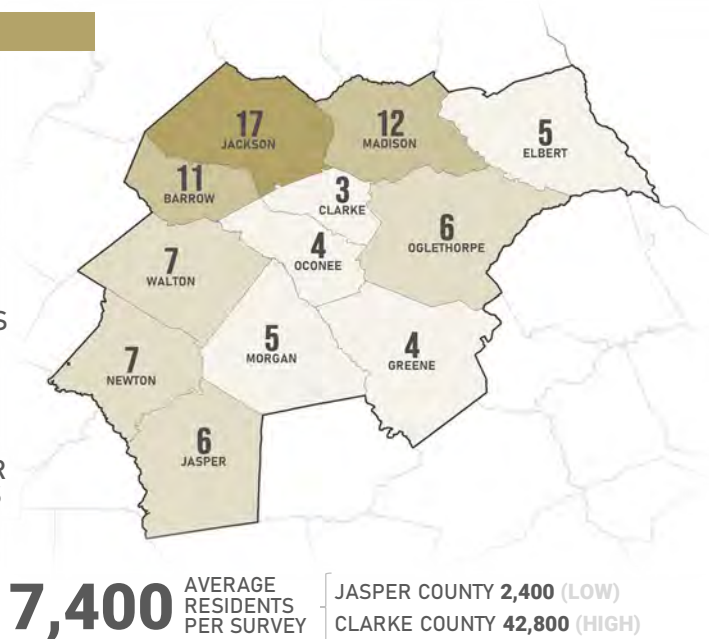 17
JACKSON
12
MADISON
5
ELBERT
11
BARROW
3
CLARKE
6
OGLETHORPE
4
OCONEE
7
WALTON
S
5
MORGAN
4
GREENE
7
NEWTON
6
JASPER
R
7,400 AVERAGE RESIDENTS PER SURVEY
JASPER COUNTY 2,400 (LOW)
CLARKE COUNTY 42,800 (HIGH)